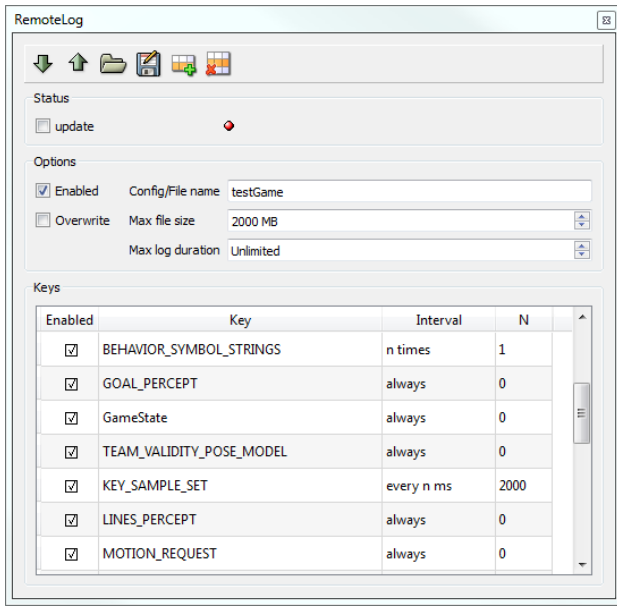 RemoteLog
Status
update
Options
Enabled Config/File name testGame
Overwrite Max file size 2000 MB
Max log duration Unlimited
Keys
Enabled Key Interval N
BEHAVIOR_SYMBOL_STRINGS n times 1
GOAL_PERCEPT always 0
GameState always 0
TEAM_VALIDITY_POSE_MODEL always 0
KEY_SAMPLE_SET every n ms 2000
LINES_PERCEPT always 0
MOTION_REQUEST always 0